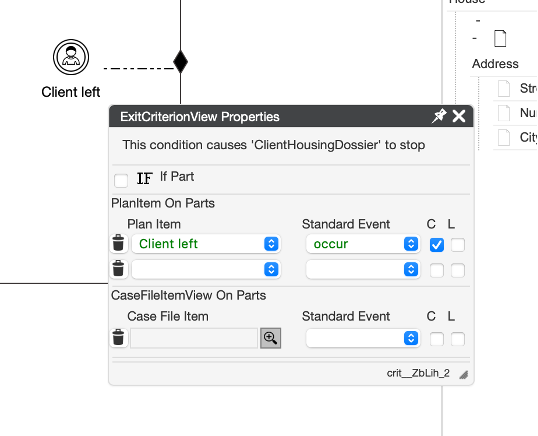 House
-
-
Address
Client left
Str
Nu
City
ExitCriterionView Properties
This condition causes 'ClientHousingDossier' to stop
IF If Part
PlanItem On Parts
Plan Item Standard Event C L
Client left occur
CaseFileItemView On Parts
Case File Item Standard Event C L
crit__ZbLih_2